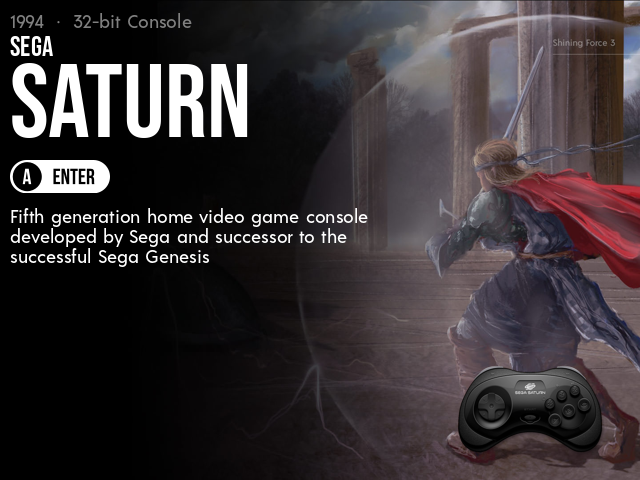 1994 · 32-bit Console
SEGA
SATURN
A ENTER
Fifth generation home video game console
developed by Sega and successor to the
successful Sega Genesis
Shining Force 3
SEGA SATURN